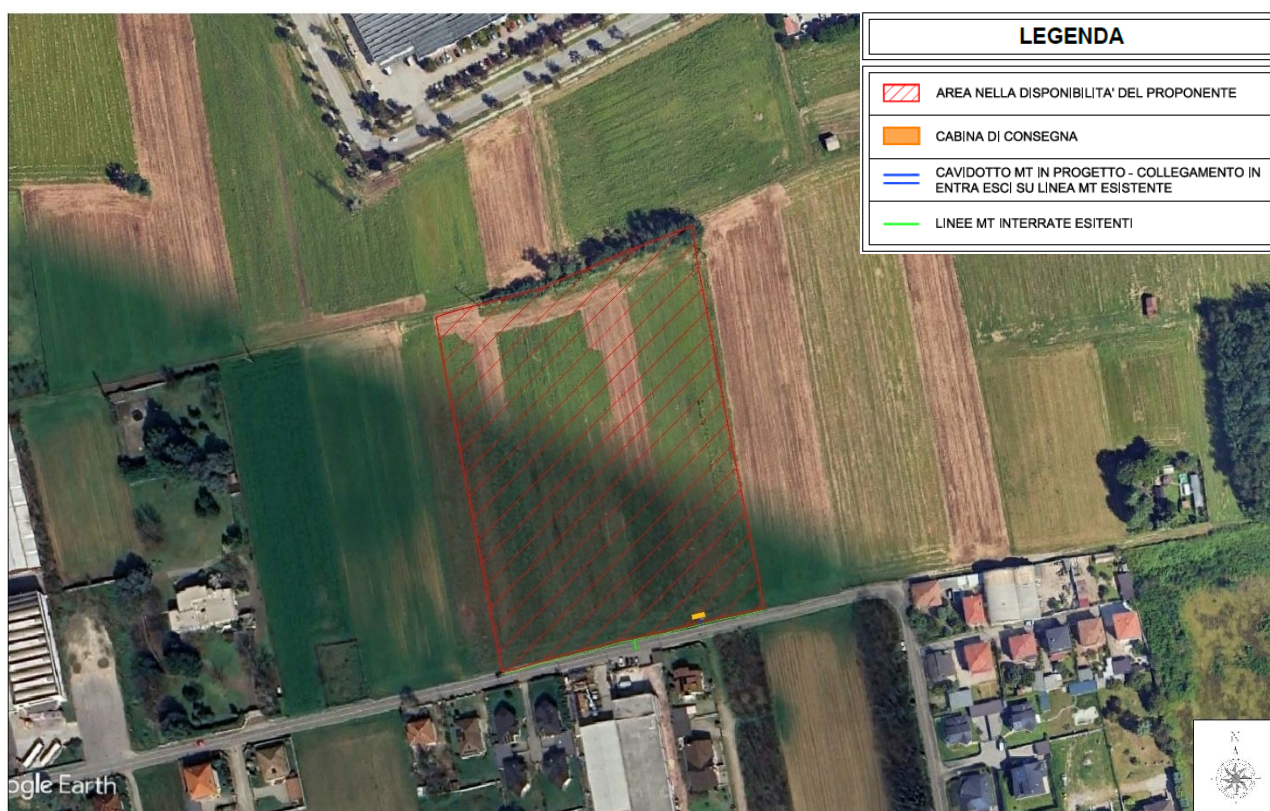 LEGENDA
AREA NELLA DISPONIBILITA' DEL PROPONENTE
CABINA DI CONSEGNA
CAVIDOTTO MT IN PROGETTO - COLLEGAMENTO IN
ENTRA ESCI SU LINEA MT ESISTENTE
LINEE MT INTERRATE ESITENTI
N
ogle Earth